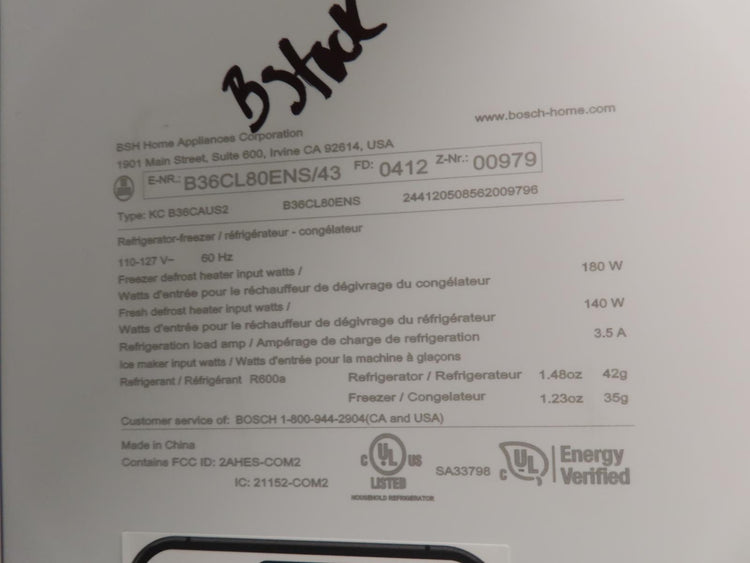 B Stock
www.bosch-home.com
BSH Home Appliances Corporation
1901 Main Street, Suite 600, Irvine CA 92614, USA
E-NR.: B36CL80ENS/43 FD: 0412 Z-Nr.: 00979
Type: KC B36CAUS2 B36CL80ENS 244120508562009796
Refrigerator-freezer / réfrigérateur - congélateur
110-127 V~ 60 Hz
Freezer defrost heater input watts / 180 W
Watts d'entrée pour le réchauffeur de dégivrage du congélateur
Fresh defrost heater input watts / 140 W
Watts d'entrée pour le réchauffeur de dégivrage du réfrigérateur
Refrigeration load amp / Ampérage de charge de refrigeration 3.5 A
Ice maker input watts / Watts d'entrée pour la machine à glaçons
Refrigerant / Réfrigérant R600a Refrigerator / Refrigerateur 1.48oz 42g
Freezer / Congelateur 1.23oz 35g
Customer service of: BOSCH 1-800-944-2904(CA and USA)
Made in China
Contains FCC ID: 2AHES-COM2
IC: 21152-COM2
C UL US
LISTED
HOUSEHOLD REFRIGERATOR
SA33798
C UL Energy
Verified